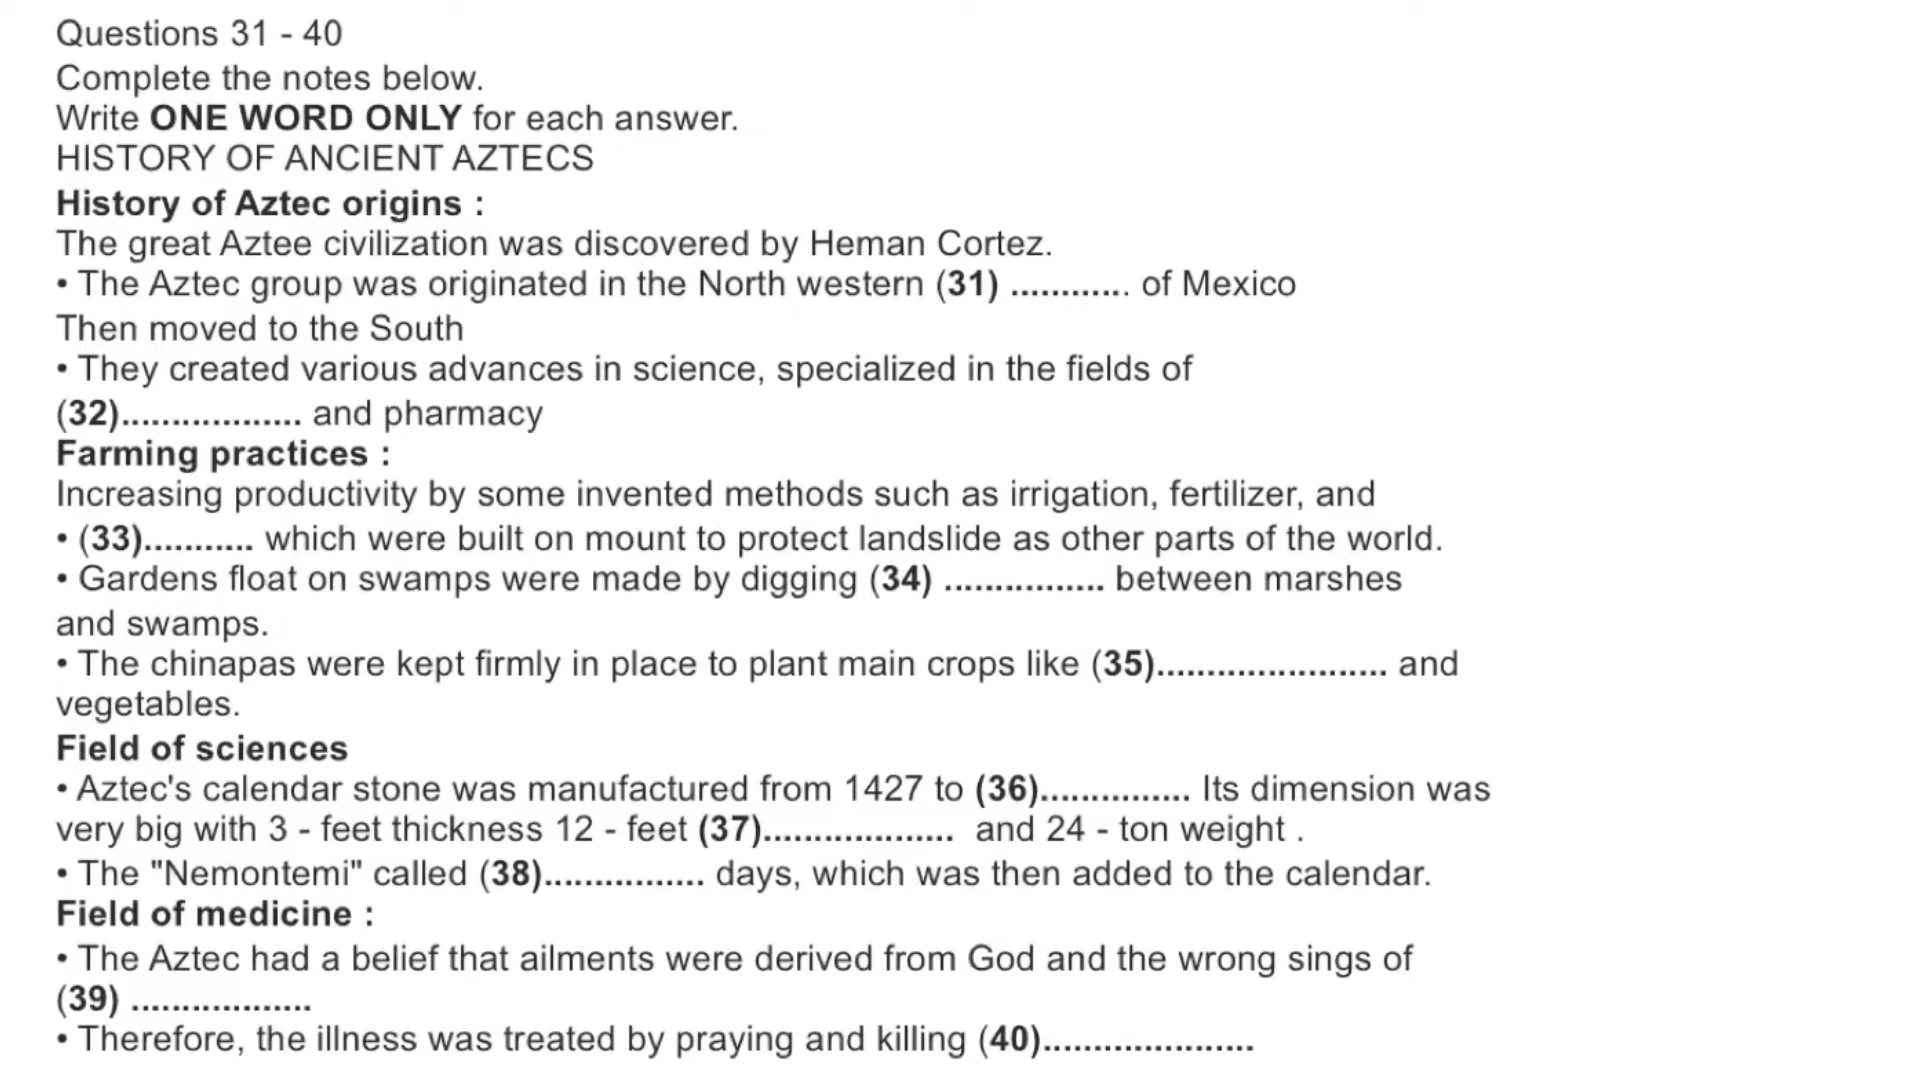 Questions 31 - 40
Complete the notes below.
Write ONE WORD ONLY for each answer.
HISTORY OF ANCIENT AZTECS
History of Aztec origins :
The great Aztee civilization was discovered by Heman Cortez.
• The Aztec group was originated in the North western (31) ............ of Mexico
Then moved to the South
• They created various advances in science, specialized in the fields of
(32).................. and pharmacy
Farming practices :
Increasing productivity by some invented methods such as irrigation, fertilizer, and
• (33)........... which were built on mount to protect landslide as other parts of the world.
• Gardens float on swamps were made by digging (34) ................ between marshes
and swamps.
• The chinapas were kept firmly in place to plant main crops like (35)....................... and
vegetables.
Field of sciences
• Aztec's calendar stone was manufactured from 1427 to (36)............... Its dimension was
very big with 3 - feet thickness 12 - feet (37)................... and 24 - ton weight .
• The "Nemontemi" called (38)................ days, which was then added to the calendar.
Field of medicine :
• The Aztec had a belief that ailments were derived from God and the wrong sings of
(39) ..................
• Therefore, the illness was treated by praying and killing (40).....................